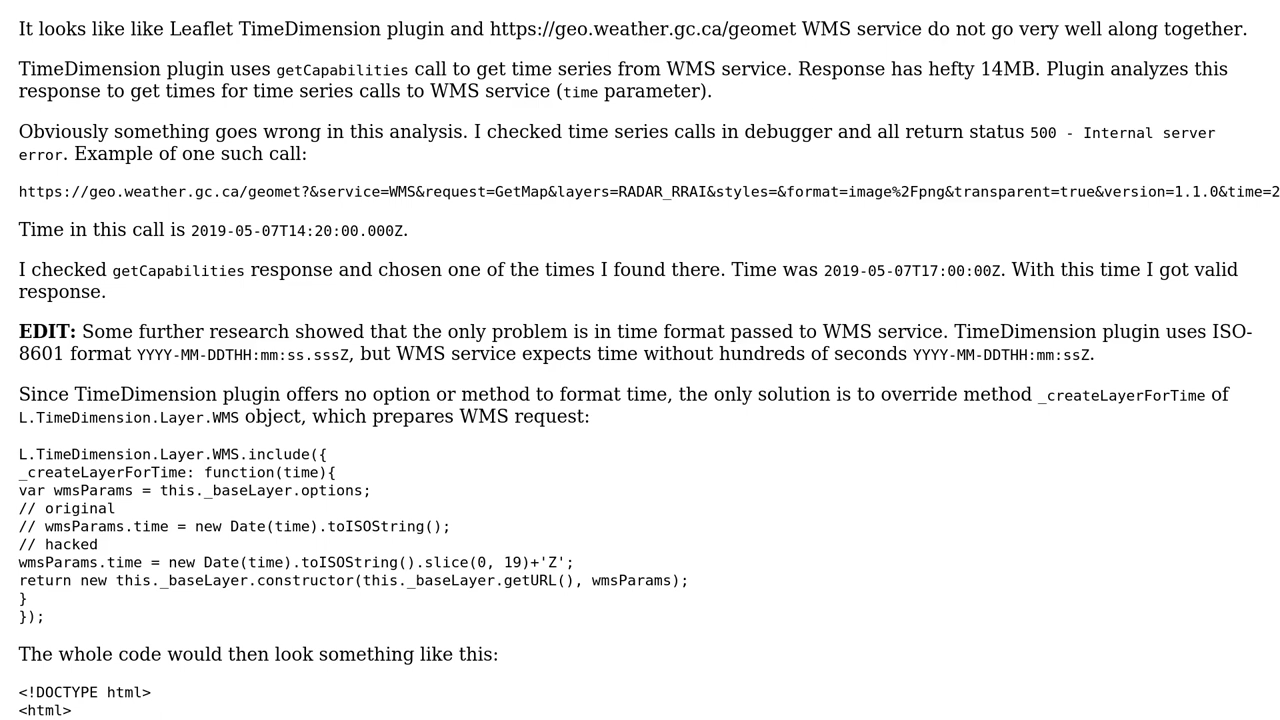 It looks like like Leaflet TimeDimension plugin and https://geo.weather.gc.ca/geomet WMS service do not go very well along together.
TimeDimension plugin uses getCapabilities call to get time series from WMS service. Response has hefty 14MB. Plugin analyzes this
response to get times for time series calls to WMS service (time parameter).
Obviously something goes wrong in this analysis. I checked time series calls in debugger and all return status 500 - Internal server
error. Example of one such call:
https://geo.weather.gc.ca/geomet?&service=WMS&request=GetMap&layers=RADAR_RRAI&styles=&format=image%2Fpng&transparent=true&version=1.1.0&time=2
Time in this call is 2019-05-07T14:20:00.000Z.
I checked getCapabilities response and chosen one of the times I found there. Time was 2019-05-07T17:00:00Z. With this time I got valid
response.
EDIT: Some further research showed that the only problem is in time format passed to WMS service. TimeDimension plugin uses ISO-
8601 format YYYY-MM-DDTHH:mm:ss.sssZ, but WMS service expects time without hundreds of seconds YYYY-MM-DDTHH:mm:ssZ.
Since TimeDimension plugin offers no option or method to format time, the only solution is to override method _createLayerForTime of
L.TimeDimension.Layer.WMS object, which prepares WMS request:
L.TimeDimension.Layer.WMS.include({
_createLayerForTime: function(time){
var wmsParams = this._baseLayer.options;
// original
// wmsParams.time = new Date(time).toISOString();
// hacked
wmsParams.time = new Date(time).toISOString().slice(0, 19)+'Z';
return new this._baseLayer.constructor(this._baseLayer.getURL(), wmsParams);
}
});
The whole code would then look something like this:
<!DOCTYPE html>
<html>